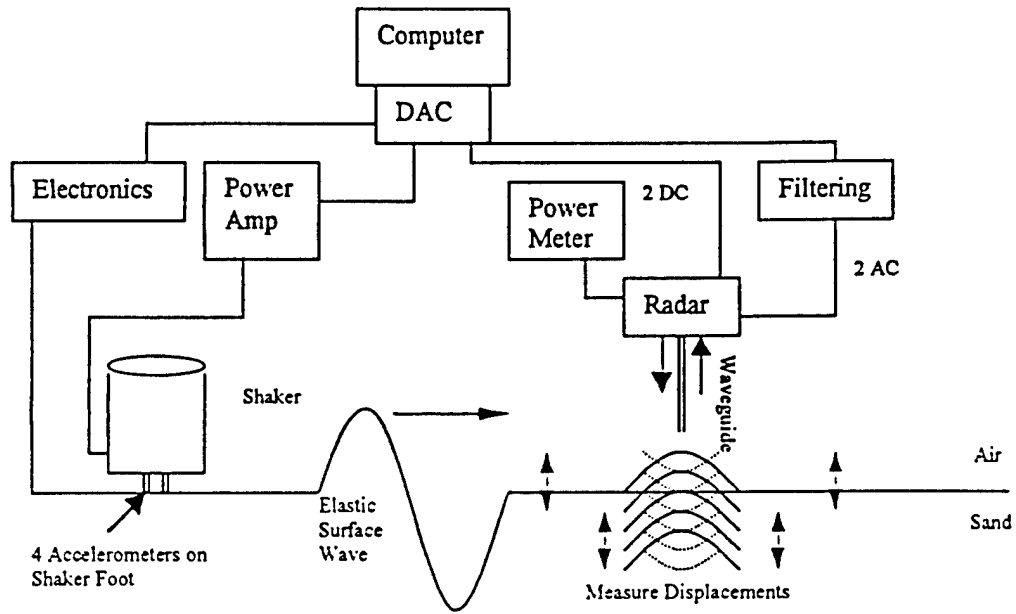 Computer
DAC
Electronics
Power
Amp
Power
Meter
2 DC
Filtering
2 AC
Radar
Waveguide
Shaker
Air
Sand
Elastic
Surface
Wave
4 Accelerometers on
Shaker Foot
Measure Displacements